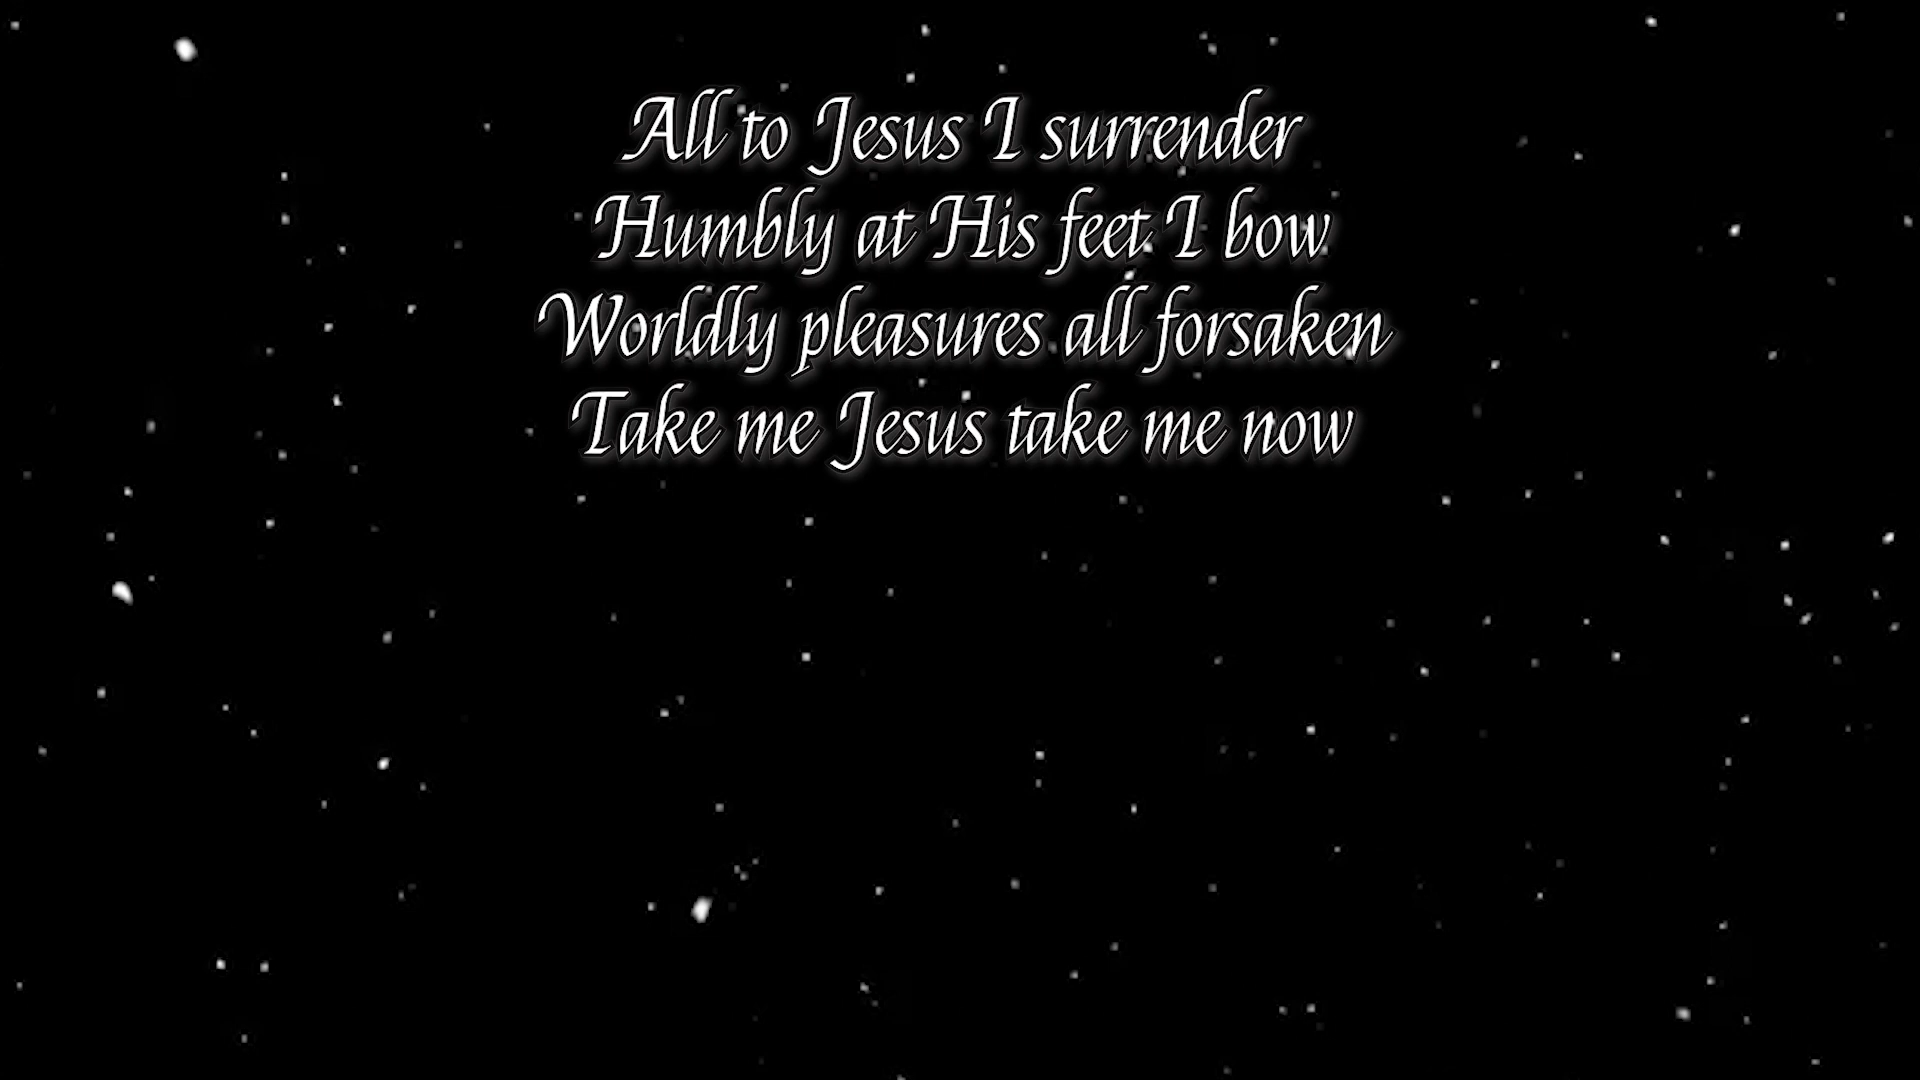 All to Jesus I surrender
Humbly at His feet I bow
Worldly pleasures all forsaken
Take me Jesus take me now